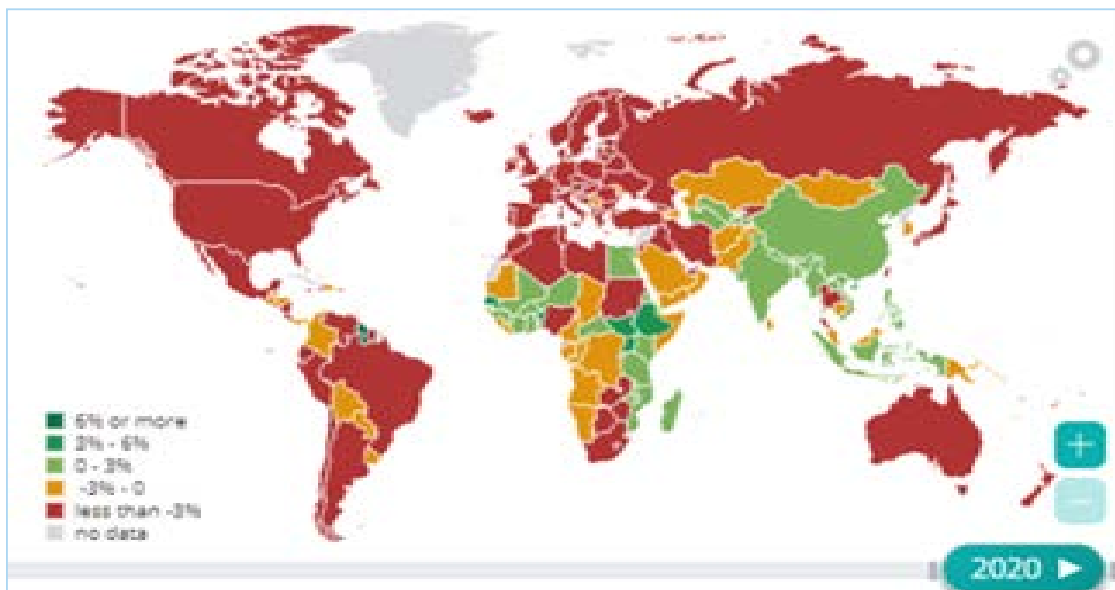 6% or more
3% - 6%
0 - 3%
-3% - 0
less than -3%
no data
2020